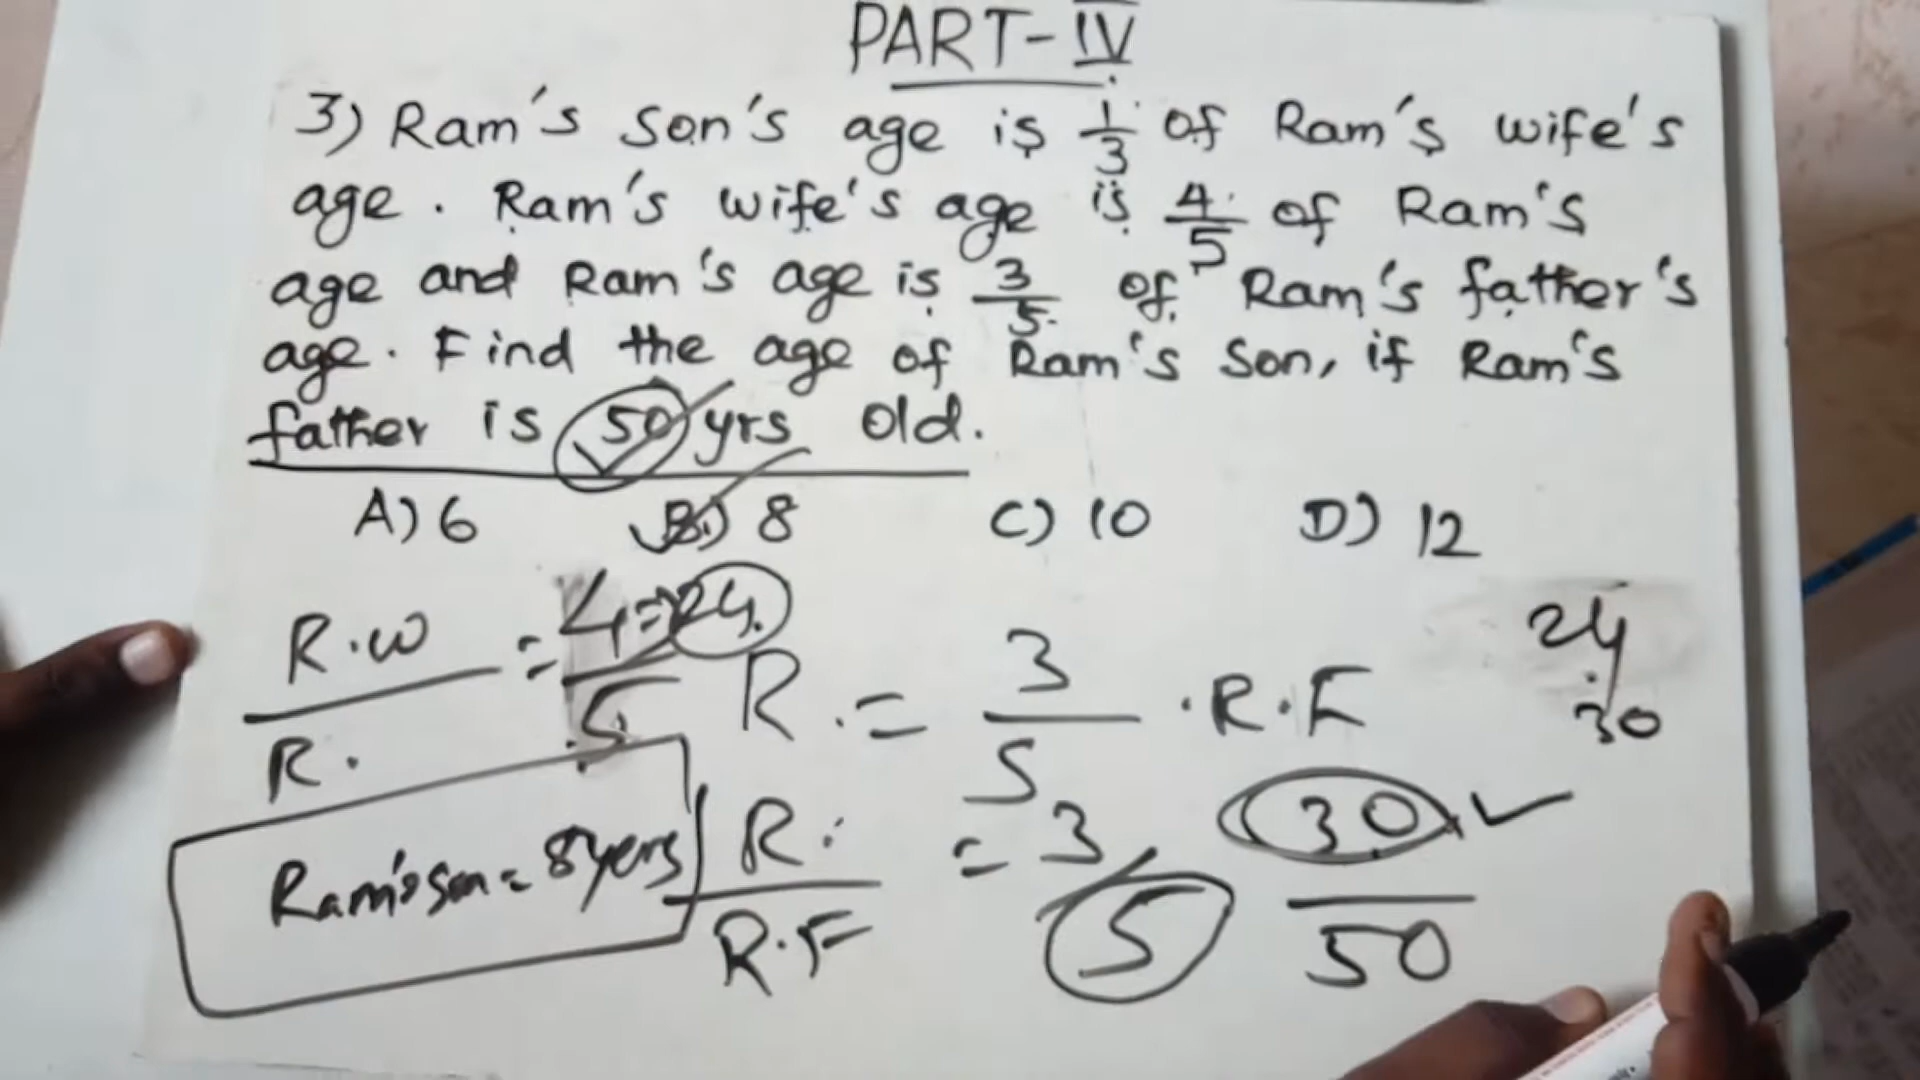 PART-IV
3) Ram's Son's age is 1/3 of Ram's wife's
age. Ram's wife's age is 4/5 of Ram's
age and Ram's age is 3/5 of Ram's father's
age. Find the age of Ram's Son, if Ram's
father is 50 yrs old.
A) 6 B) 8 C) 10 D) 12
R.W / R. = 4 / 5 => 24.
R. = 3 / 5 . R.F
24
30
R. / R.F = 3 / 5
30 / 50
Ram's son = 8 yers